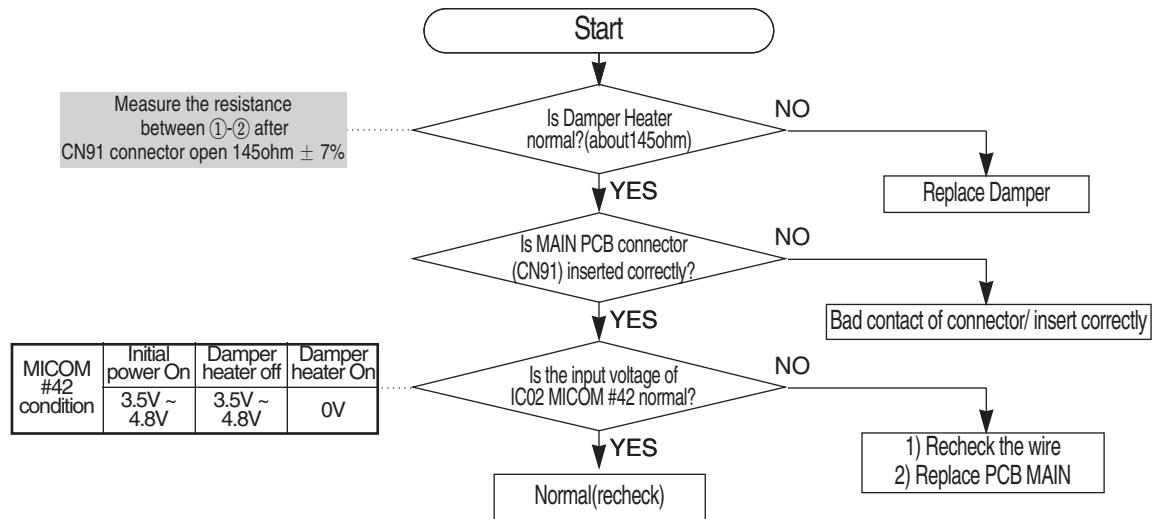 Start
Measure the resistance
between ①-② after
CN91 connector open 145ohm ± 7%
Is Damper Heater
normal?(about145ohm)
NO
Replace Damper
YES
Is MAIN PCB connector
(CN91) inserted correctly?
NO
Bad contact of connector/ insert correctly
YES
MICOM
#42
condition
Initial
power On
Damper
heater off
Damper
heater On
3.5V ~
4.8V
3.5V ~
4.8V
0V
Is the input voltage of
IC02 MICOM #42 normal?
NO
1) Recheck the wire
2) Replace PCB MAIN
YES
Normal(recheck)